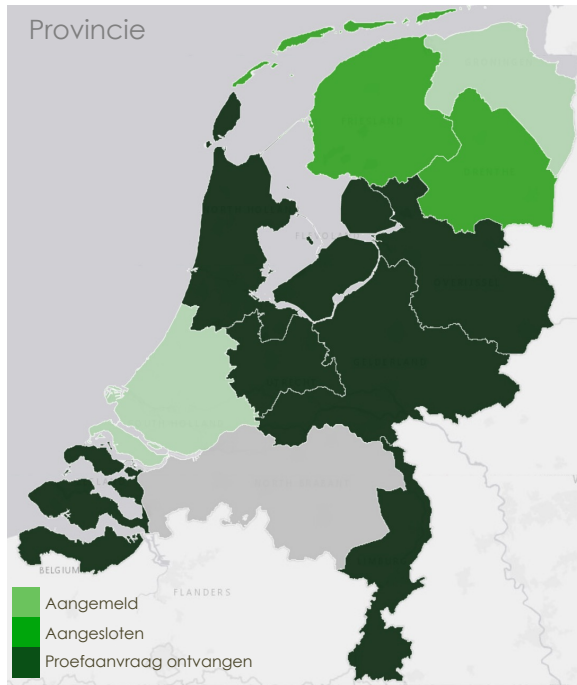 Provincie
BELGIUM
FLANDERS
Aangemeld
Aangesloten
Proefaanvraag ontvangen